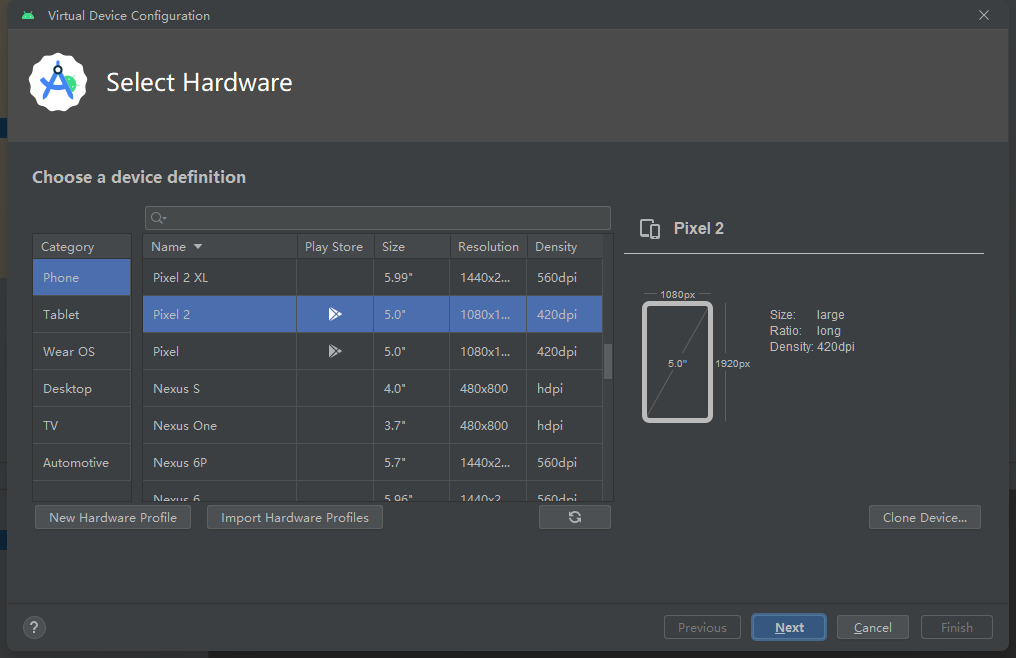 Virtual Device Configuration
Select Hardware
Choose a device definition
Category
Phone
Tablet
Wear OS
Desktop
TV
Automotive
Name Play Store Size Resolution Density
Pixel 2 XL 5.99" 1440x2... 560dpi
Pixel 2 5.0" 1080x1... 420dpi
Pixel 5.0" 1080x1... 420dpi
Nexus S 4.0" 480x800 hdpi
Nexus One 3.7" 480x800 hdpi
Nexus 6P 5.7" 1440x2... 560dpi
Nexus 6 5.96" 1440x2... 560dpi
New Hardware Profile Import Hardware Profiles
Pixel 2
1080px
5.0"
1920px
Size: large
Ratio: long
Density: 420dpi
Clone Device...
? Previous Next Cancel Finish